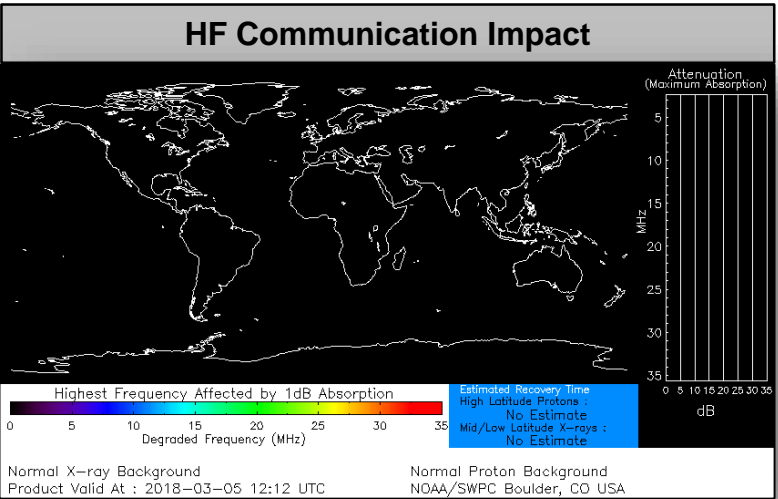 HF Communication Impact
Attenuation
(Maximum Absorption)
5
10
15
MHz
20
25
30
35
0 5 10 15 20 25 30 35
dB
Highest Frequency Affected by 1dB Absorption
0 5 10 15 20 25 30 35
Degraded Frequency (MHz)
Estimated Recovery Time
High Latitude Protons :
No Estimate
Mid/Low Latitude X-rays :
No Estimate
Normal X-ray Background
Normal Proton Background
Product Valid At : 2018-03-05 12:12 UTC
NOAA/SWPC Boulder, CO USA